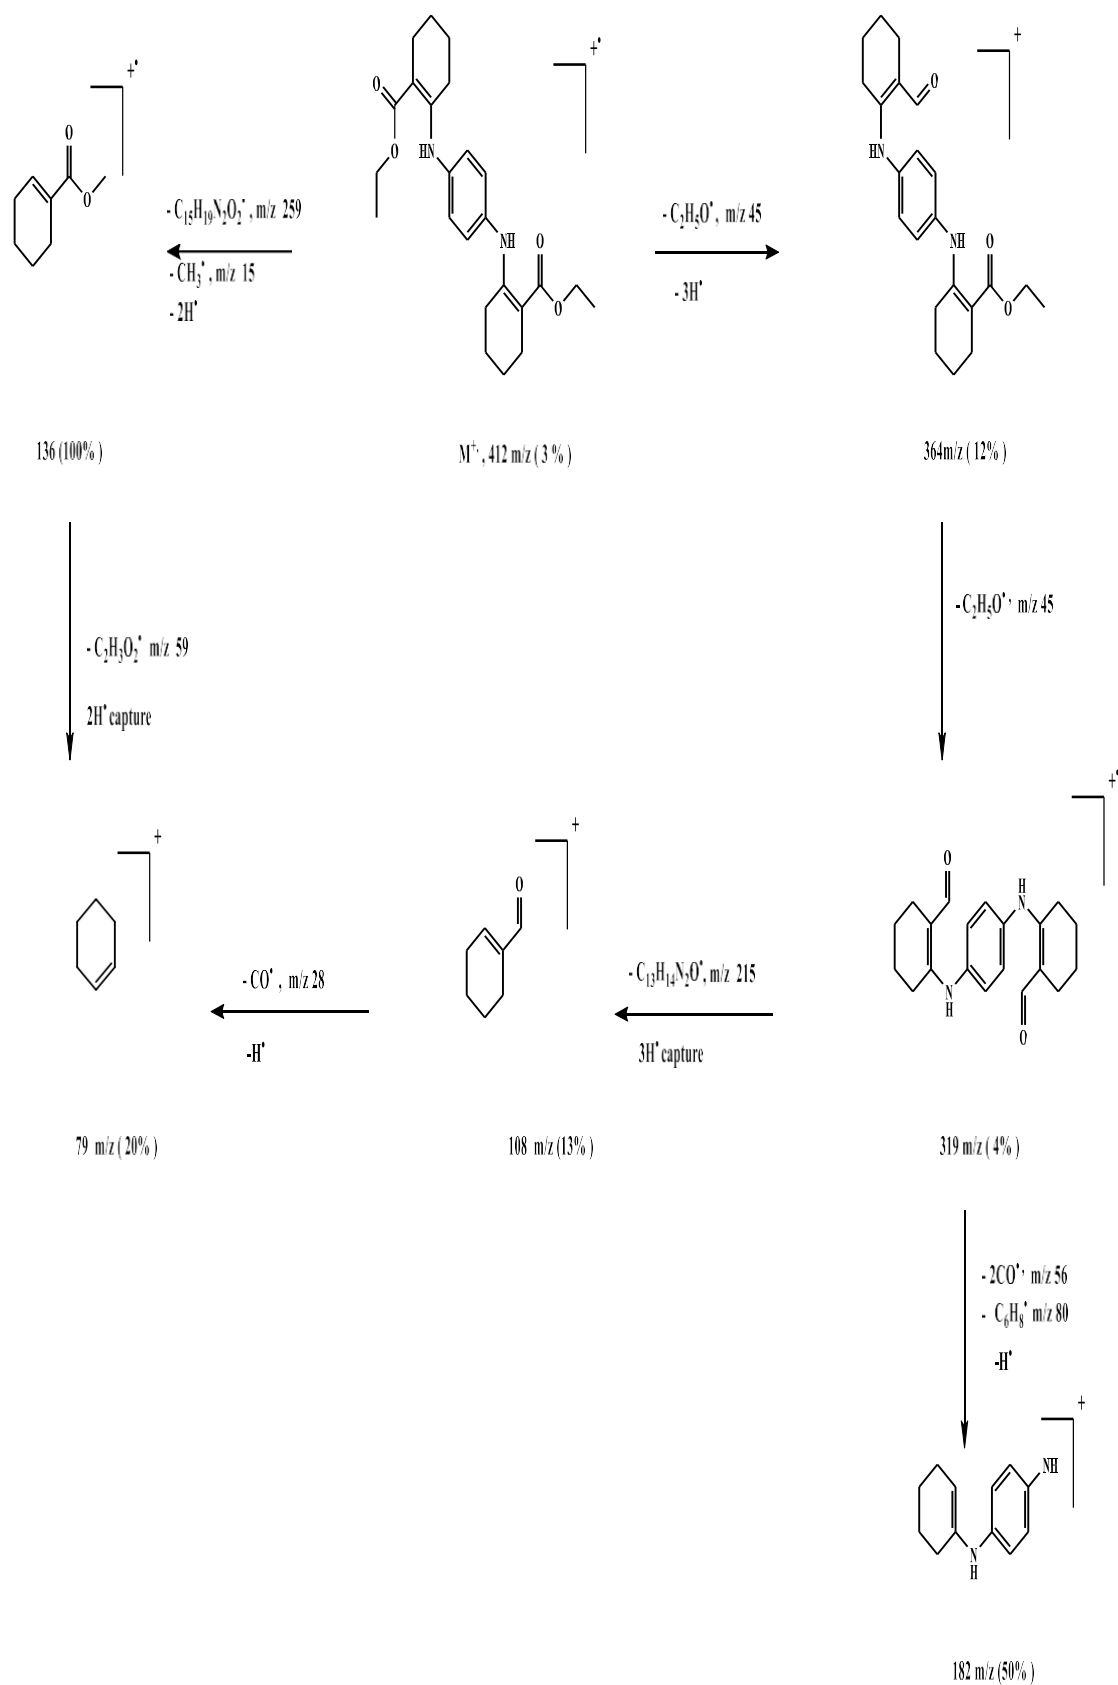 +•
O
O
- C15H19N2O2• , m/z 259
- CH3• , m/z 15
- 2H•
136 (100% )
+•
O
O
HN
NH
O
O
M+. , 412 m/z ( 3 % )
- C2H5O• , m/z 45
- 3H•
+
O
HN
NH
O
O
364m/z ( 12% )
- C2H3O2• m/z 59
2H• capture
- C2H5O• , m/z 45
+
79 m/z ( 20% )
- CO• , m/z 28
-H•
+
O
108 m/z (13% )
- C13H14N2O•, m/z 215
3H• capture
+•
O
H
N
N
H
O
319 m/z ( 4% )
- 2CO• , m/z 56
- C6H8• m/z 80
-H•
+
NH
N
H
182 m/z (50% )